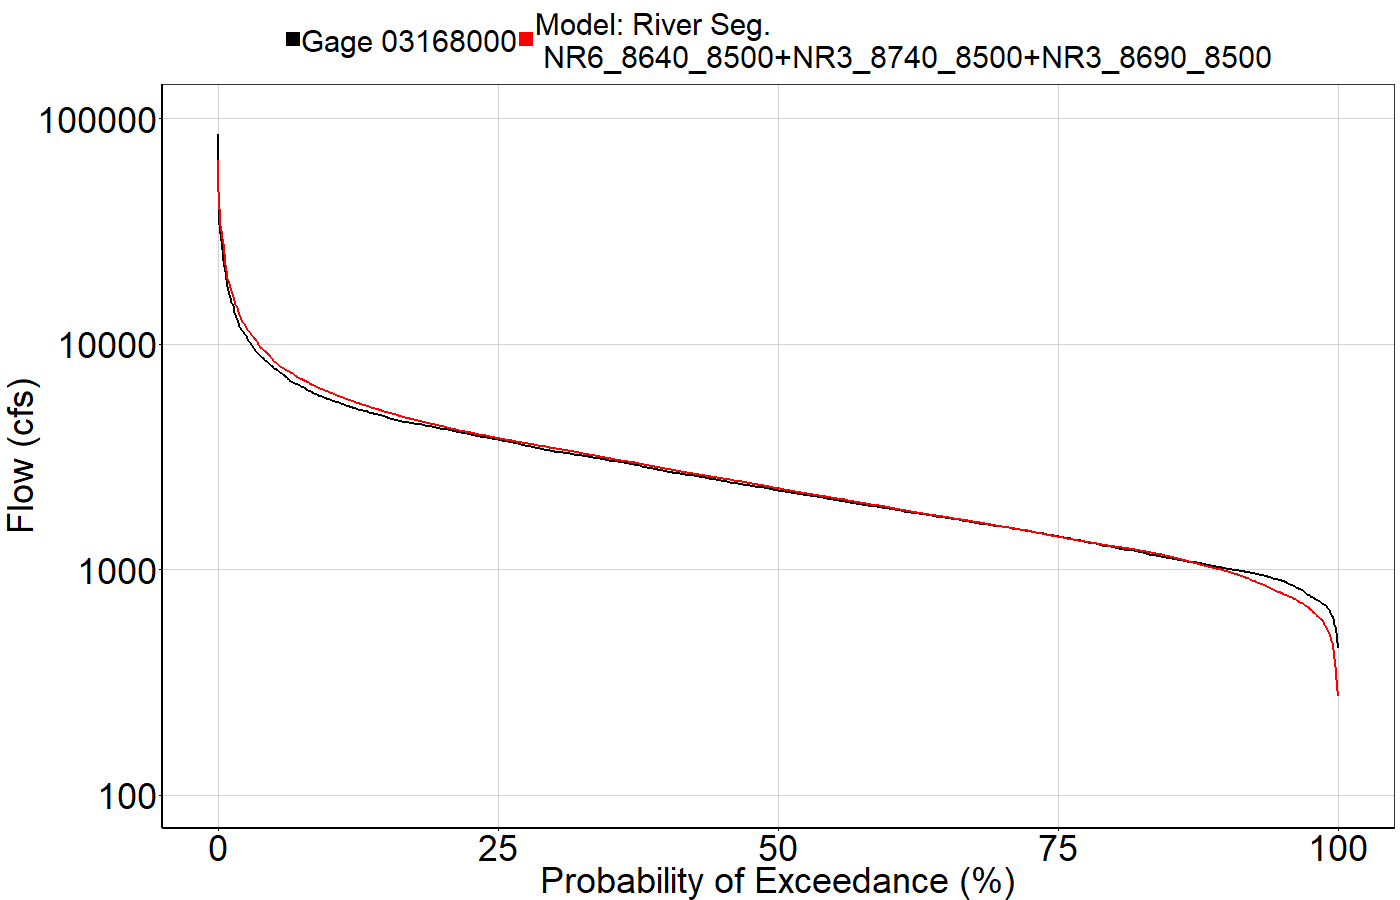 Gage 03168000
Model: River Seg.
NR6_8640_8500+NR3_8740_8500+NR3_8690_8500
Flow (cfs)
100000
10000
1000
100
0 25 50 75 100
Probability of Exceedance (%)